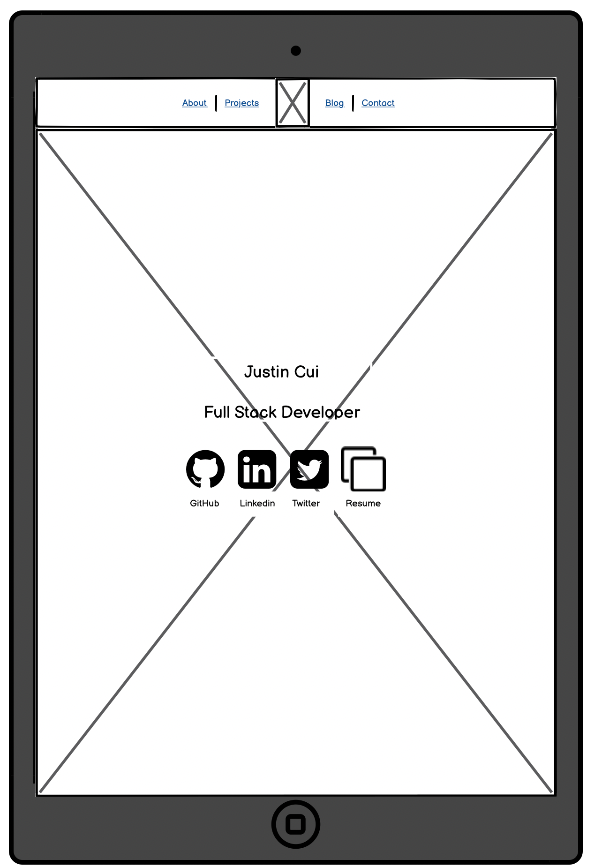 About | Projects Blog | Contact
Justin Cui
Full Stack Developer
GitHub Linkedin Twitter Resume